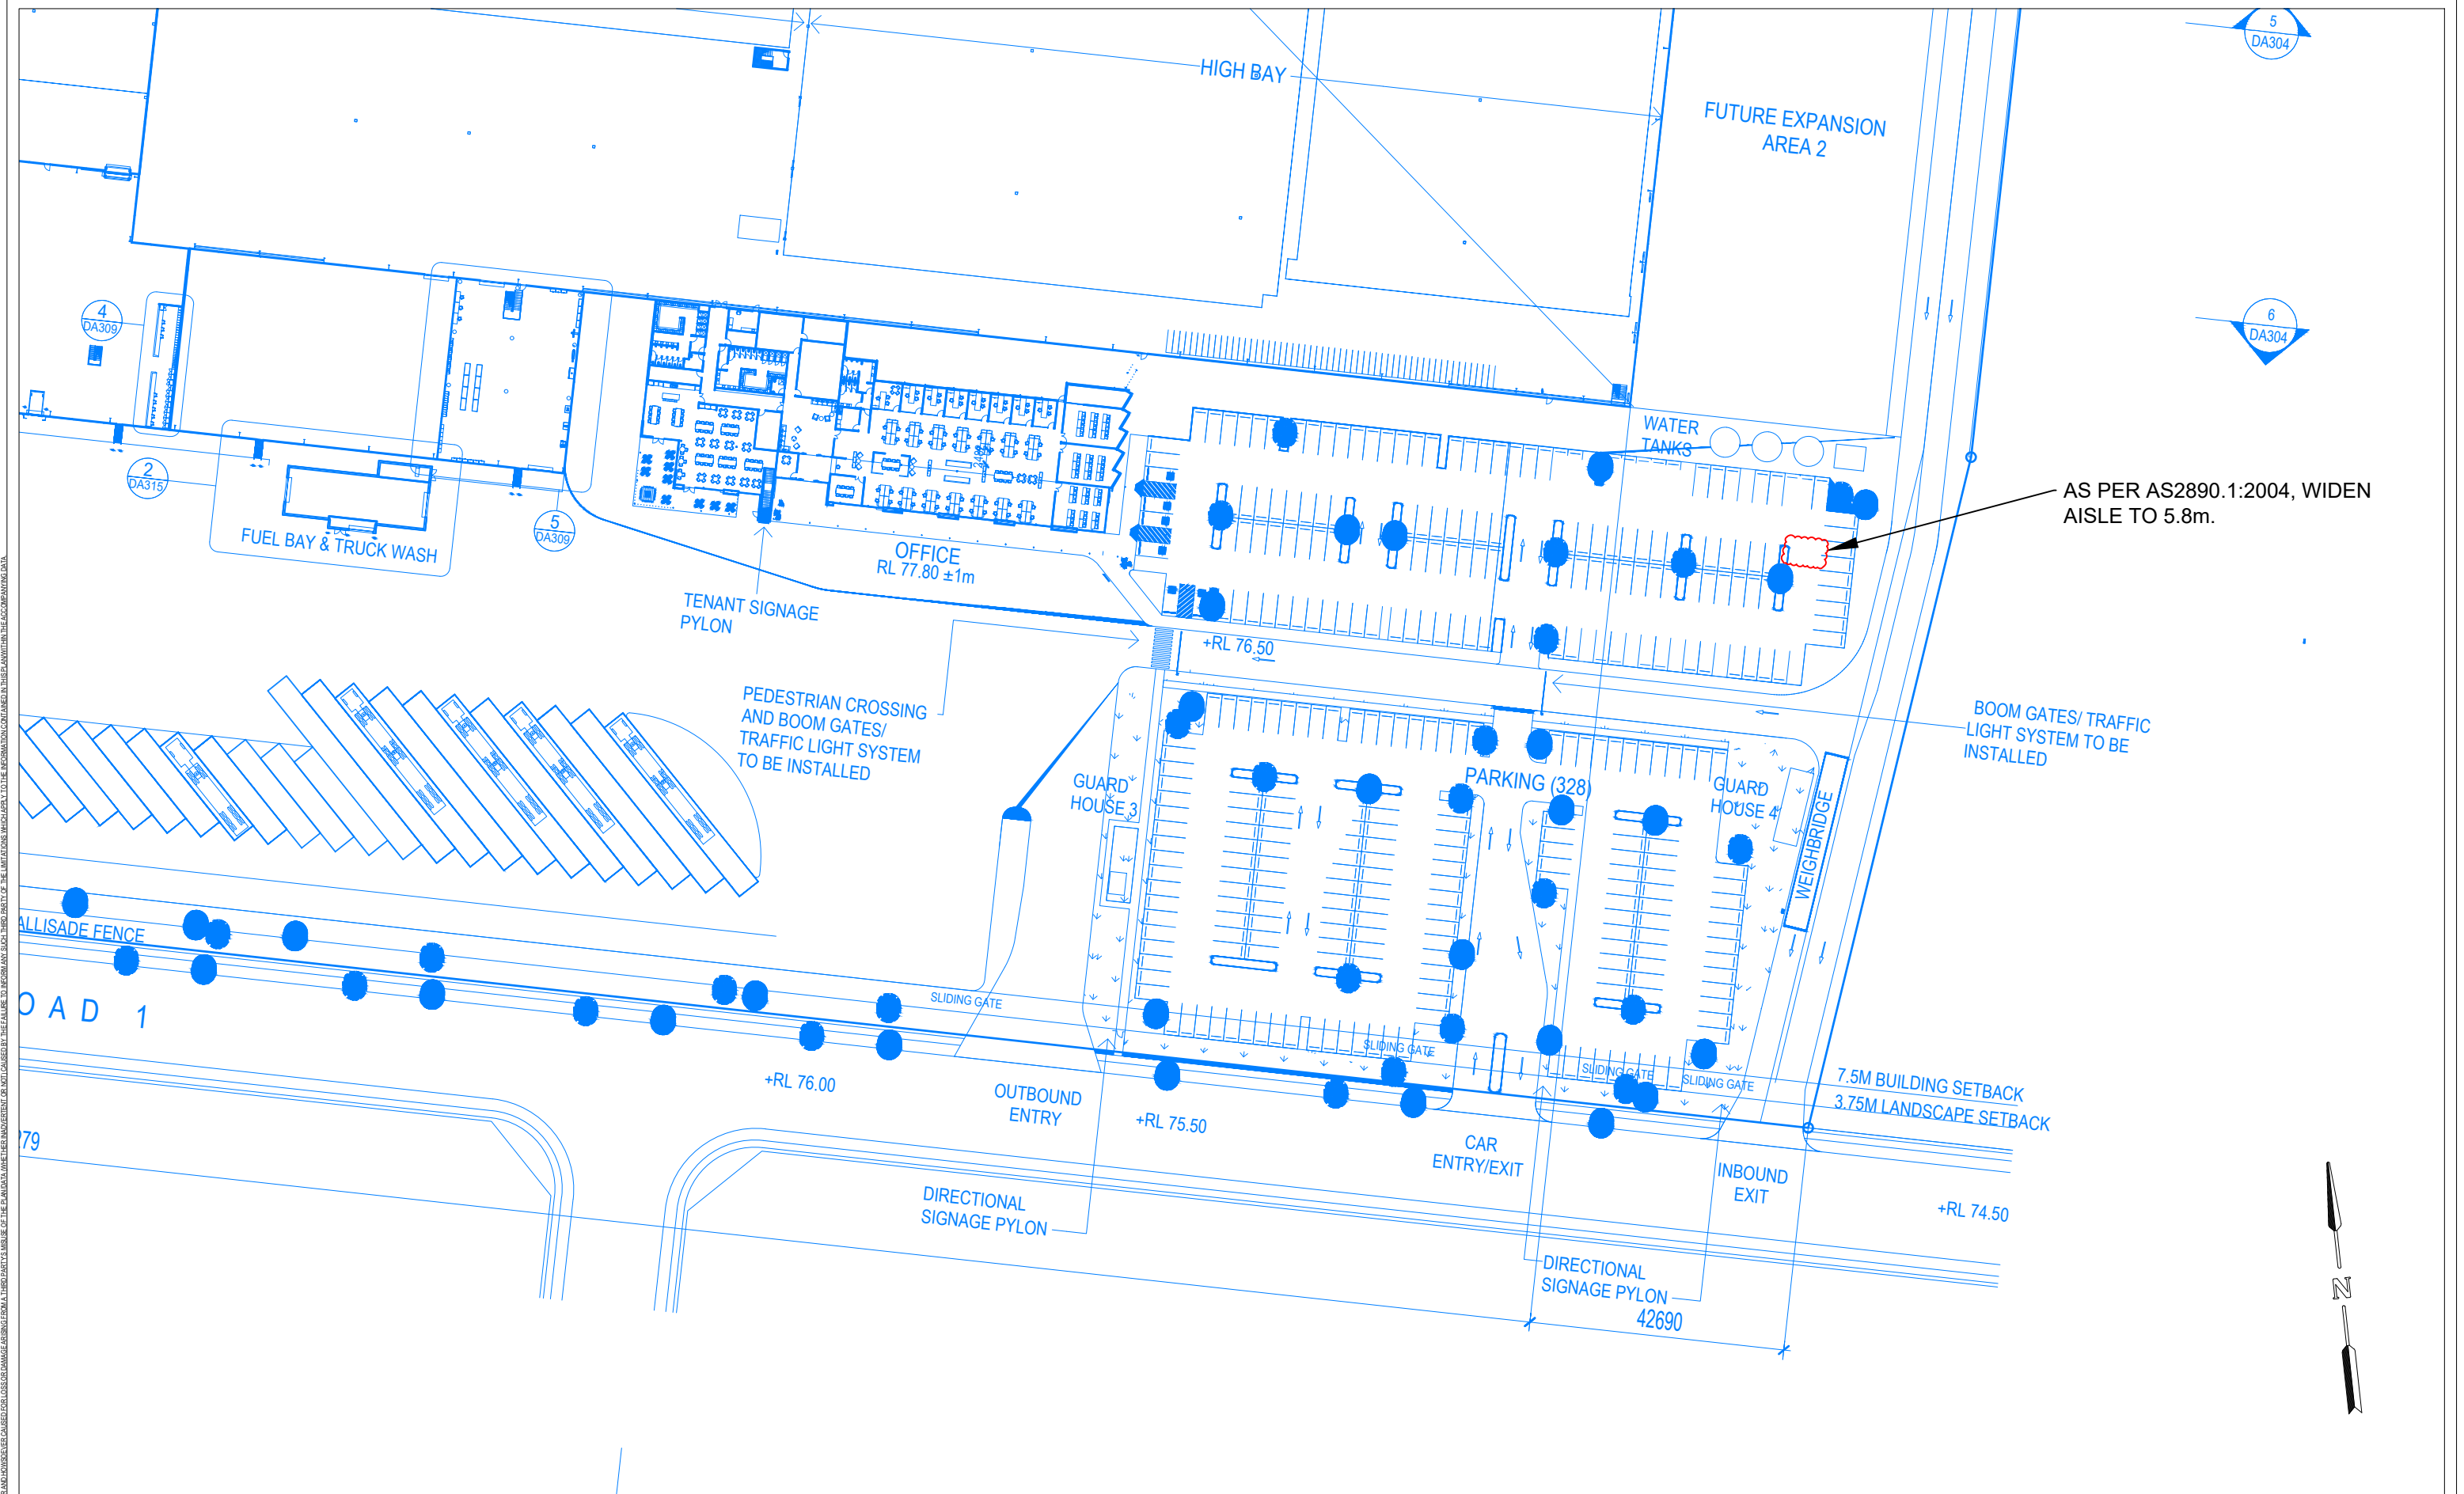 5
DA304
HIGH BAY
FUTURE EXPANSION
AREA 2
4
DA309
6
DA304
WATER
TANKS
2
DA315
AS PER AS2890.1:2004, WIDEN
AISLE TO 5.8m.
5
DA309
FUEL BAY & TRUCK WASH
OFFICE
RL 77.80 ±1m
TENANT SIGNAGE
PYLON
+RL 76.50
PEDESTRIAN CROSSING
AND BOOM GATES/
TRAFFIC LIGHT SYSTEM
TO BE INSTALLED
BOOM GATES/ TRAFFIC
LIGHT SYSTEM TO BE
INSTALLED
GUARD
HOUSE 3
PARKING (328)
GUARD
HOUSE 4
WEIGHBRIDGE
ALLISADE FENCE
OAD 1
SLIDING GATE
SLIDING GATE
SLIDING GATE
SLIDING GATE
7.5M BUILDING SETBACK
3.75M LANDSCAPE SETBACK
+RL 76.00
OUTBOUND
ENTRY
+RL 75.50
CAR
ENTRY/EXIT
INBOUND
EXIT
279
DIRECTIONAL
SIGNAGE PYLON
+RL 74.50
DIRECTIONAL
SIGNAGE PYLON
42690
N